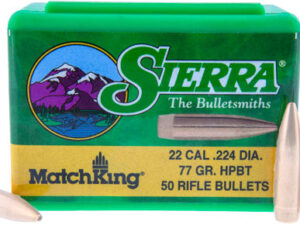 SIERRA®
The Bulletsmiths
22 CAL .224 DIA.
77 GR. HPBT
50 RIFLE BULLETS
MatchKing®